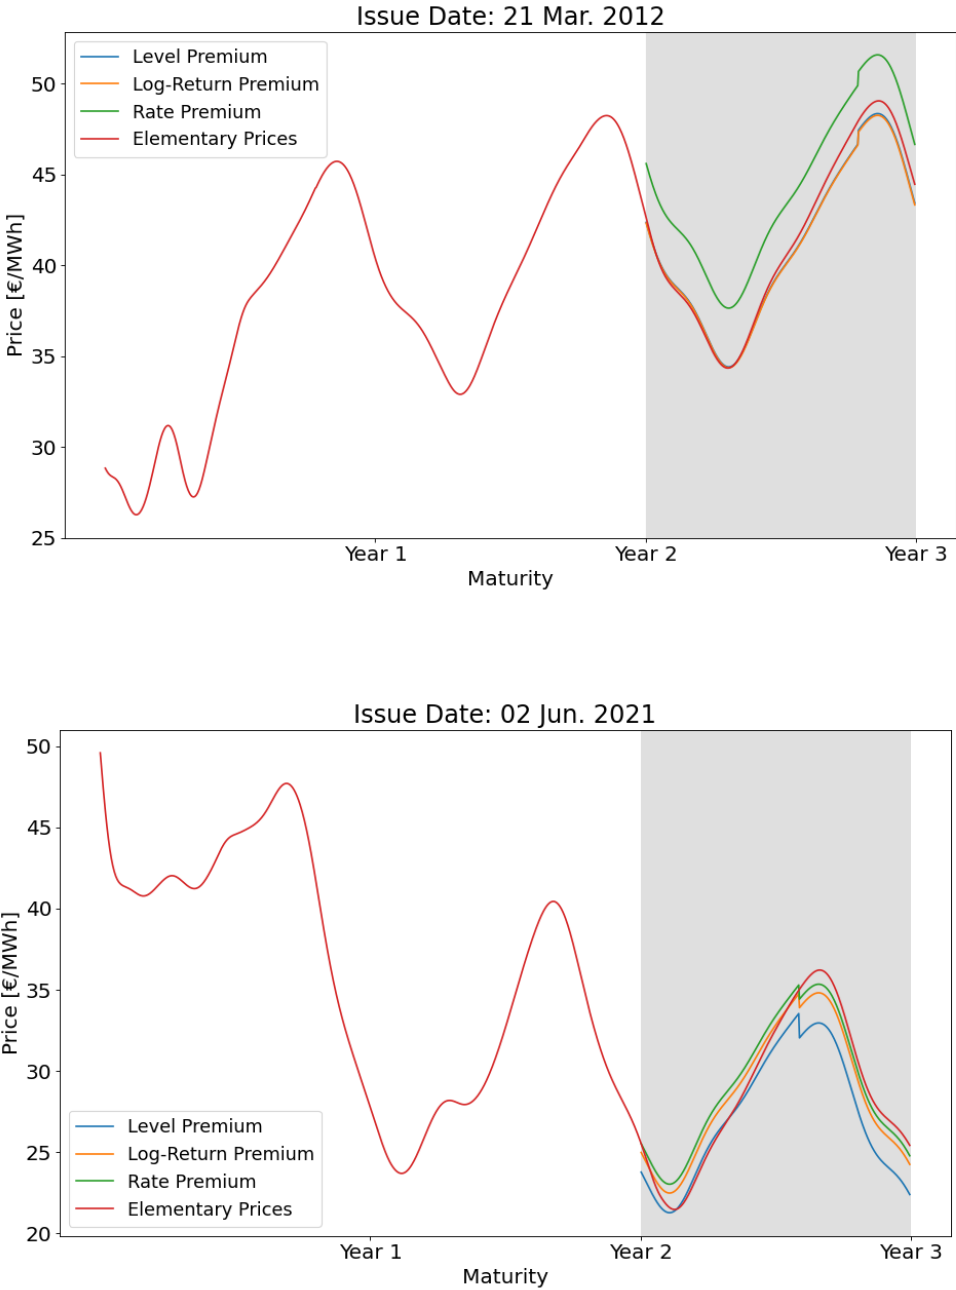 Issue Date: 21 Mar. 2012
Level Premium
Log-Return Premium
Rate Premium
Elementary Prices
50
45
40
35
30
25
Price [€/MWh]
Year 1 Year 2 Year 3
Maturity
Issue Date: 02 Jun. 2021
50
45
40
35
30
25
20
Price [€/MWh]
Level Premium
Log-Return Premium
Rate Premium
Elementary Prices
Year 1 Year 2 Year 3
Maturity